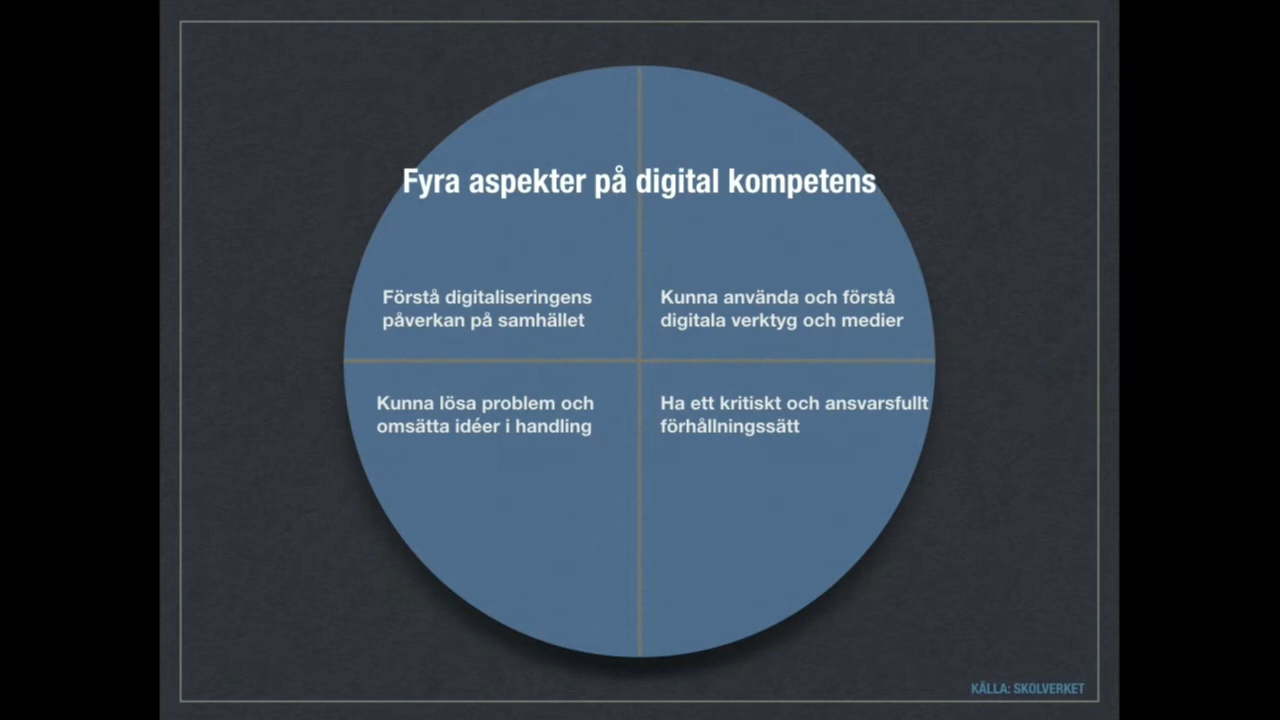 Fyra aspekter på digital kompetens
Förstå digitaliseringens
påverkan på samhället
Kunna använda och förstå
digitala verktyg och medier
Kunna lösa problem och
omsätta idéer i handling
Ha ett kritiskt och ansvarsfullt
förhållningssätt
KÄLLA: SKOLVERKET